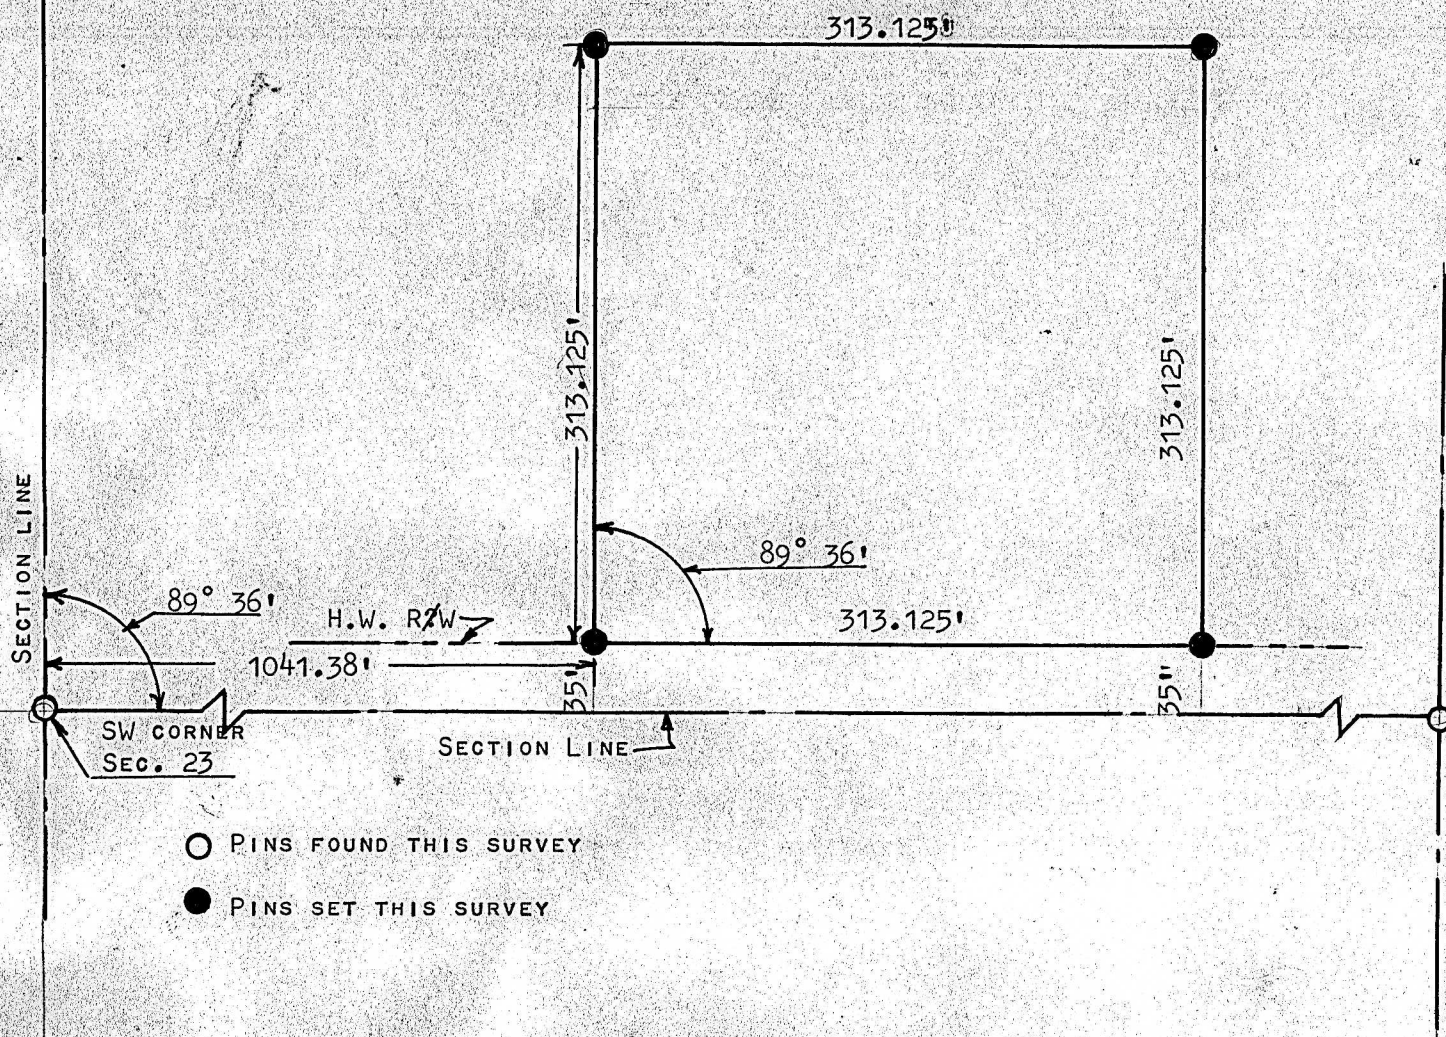 313.125'
313.125'
313.125'
SECTION LINE
89° 36'
89° 36'
H.W. R/W
313.125'
1041.38'
35'
35'
SW CORNER
SEC. 23
SECTION LINE
PINS FOUND THIS SURVEY
PINS SET THIS SURVEY